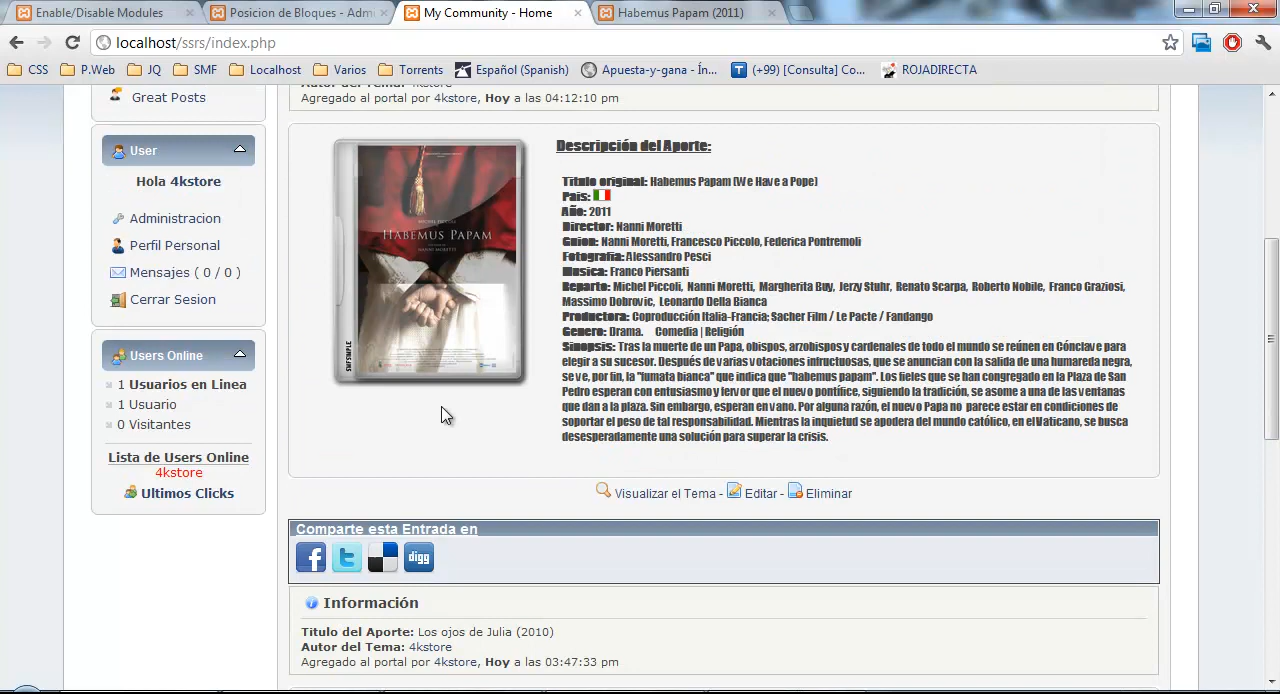 Enable/Disable Modules
Posicion de Bloques - Admi
My Community - Home
Habemus Papam (2011)
localhost/ssrs/index.php
CSS
P.Web
JQ
SMF
Localhost
Varios
Torrents
Español (Spanish)
Apuesta-y-gana - Ín...
(+99) [Consulta] Co...
ROJADIRECTA
Great Posts
User
Hola 4kstore
Administracion
Perfil Personal
Mensajes ( 0 / 0 )
Cerrar Sesion
Users Online
1 Usuarios en Linea
1 Usuario
0 Visitantes
Lista de Users Online
4kstore
Ultimos Clicks
Autor del Tema: 4kstore
Agregado al portal por 4kstore, Hoy a las 04:12:10 pm
MICHEL PICCOLI
HABEMUS PAPAM
NANNI MORETTI
SMFSIMPLE
Descripción del Aporte:
Titulo original: Habemus Papam (We Have a Pope)
Pais:
Año: 2011
Director: Nanni Moretti
Guion: Nanni Moretti, Francesco Piccolo, Federica Pontremoli
Fotografia: Alessandro Pesci
Musica: Franco Piersanti
Reparto: Michel Piccoli, Nanni Moretti, Margherita Buy, Jerzy Stuhr, Renato Scarpa, Roberto Nobile, Franco Graziosi,
Massimo Dobrovic, Leonardo Della Bianca
Productora: Coproducción Italia-Francia; Sacher Film / Le Pacte / Fandango
Genero: Drama. Comedia | Religión
Sinopsis: Tras la muerte de un Papa, obispos, arzobispos y cardenales de todo el mundo se reúnen en Cónclave para
elegir a su sucesor. Después de varias votaciones infructuosas, que se anuncian con la salida de una humareda negra,
se ve, por fin, la "fumata bianca" que indica que "habemus papam". Los fieles que se han congregado en la Plaza de San
Pedro esperan con entusiasmo y fervor que el nuevo pontífice, siguiendo la tradición, se asome a una de las ventanas
que dan a la plaza. Sin embargo, esperan en vano. Por alguna razón, el nuevo Papa no parece estar en condiciones de
soportar el peso de tal responsabilidad. Mientras la inquietud se apodera del mundo católico, en el Vaticano, se busca
desesperadamente una solución para superar la crisis.
Visualizar el Tema - Editar - Eliminar
Comparte esta Entrada en
digg
Información
Titulo del Aporte: Los ojos de Julia (2010)
Autor del Tema: 4kstore
Agregado al portal por 4kstore, Hoy a las 03:47:33 pm